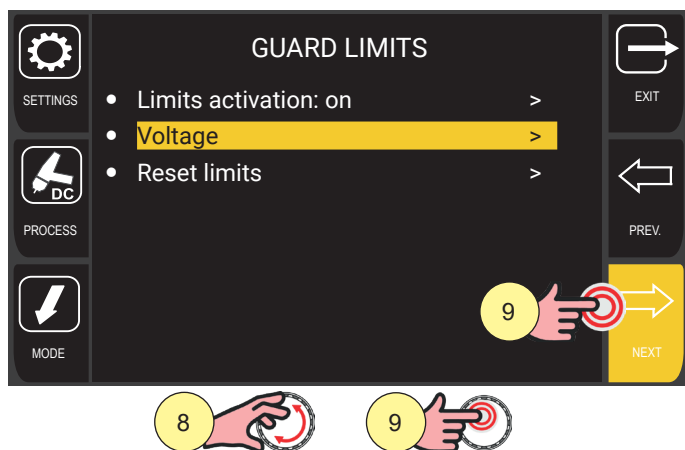 GUARD LIMITS
SETTINGS
• Limits activation: on >
EXIT
• Voltage >
• Reset limits >
DC
PROCESS
PREV.
9
MODE
NEXT
8
9